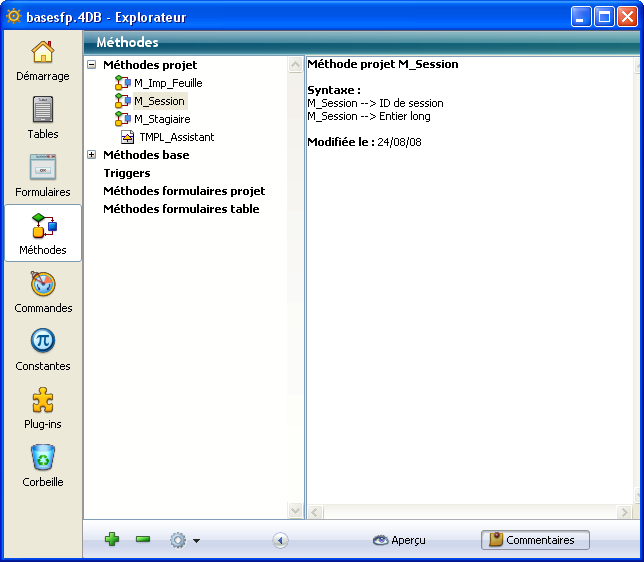 basesfp.4DB - Explorateur
Démarrage
Tables
Formulaires
Méthodes
Commandes
Constantes
Plug-ins
Corbeille
Méthodes
Méthodes projet
M_Imp_Feuille
M_Session
M_Stagiaire
TMPL_Assistant
Méthodes base
Triggers
Méthodes formulaires projet
Méthodes formulaires table
Méthode projet M_Session
Syntaxe :
M_Session --> ID de session
M_Session --> Entier long
Modifiée le : 24/08/08
Aperçu
Commentaires